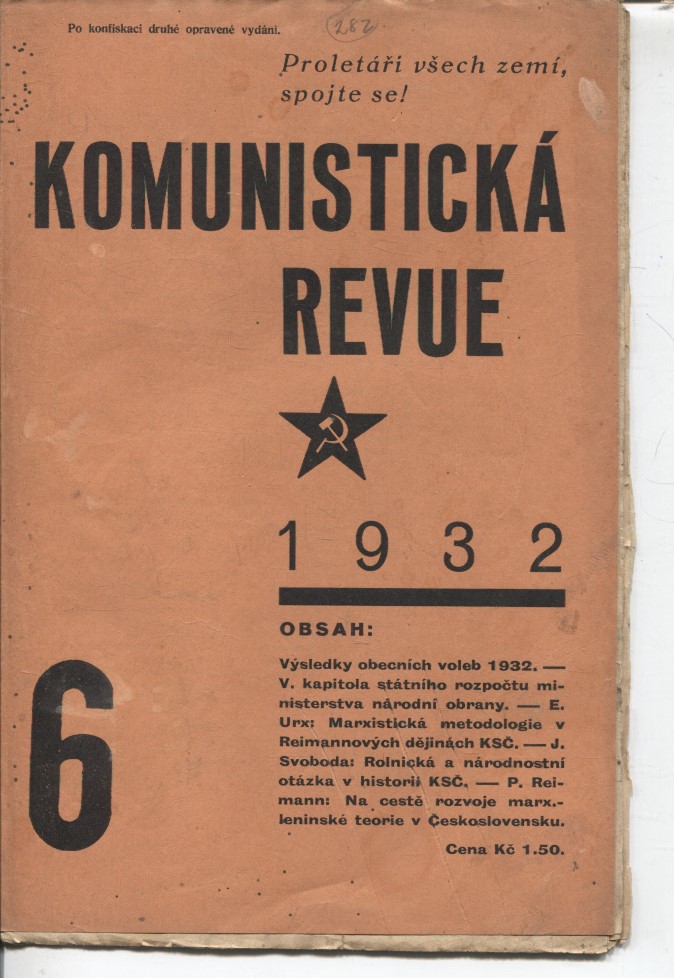 Po konfiskaci druhé opravené vydání.
282
Proletáři všech zemí,
spojte se!
KOMUNISTICKÁ
REVUE
1932
OBSAH:
Výsledky obecních voleb 1932. —
V. kapitola státního rozpočtu mi-
nisterstva národní obrany. — E.
Urx: Marxistická metodologie v
Reimannových dějinách KSČ. — J.
Svoboda: Rolnická a národnostní
otázka v historii KSČ. — P. Rei-
mann: Na cestě rozvoje marx.-
leninské teorie v Československu.
Cena Kč 1.50.
6